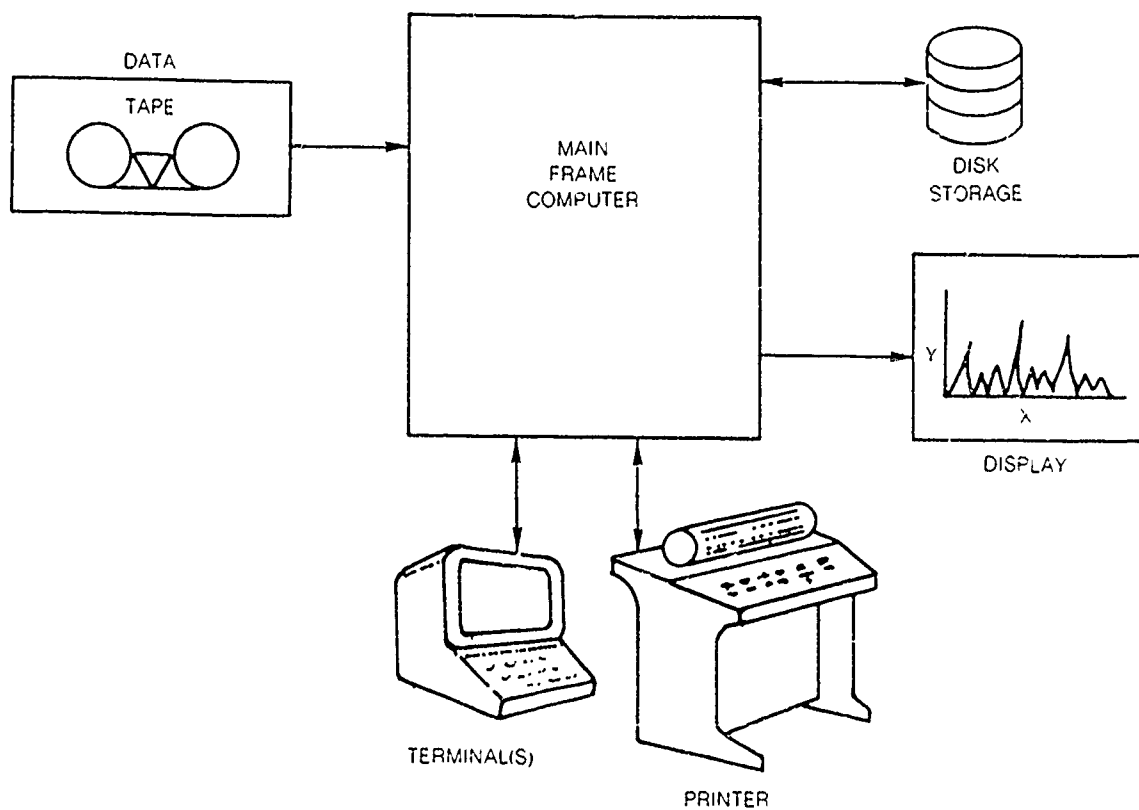 DATA
TAPE
MAIN
FRAME
COMPUTER
DISK
STORAGE
Y
λ
DISPLAY
TERMINAL(S)
PRINTER